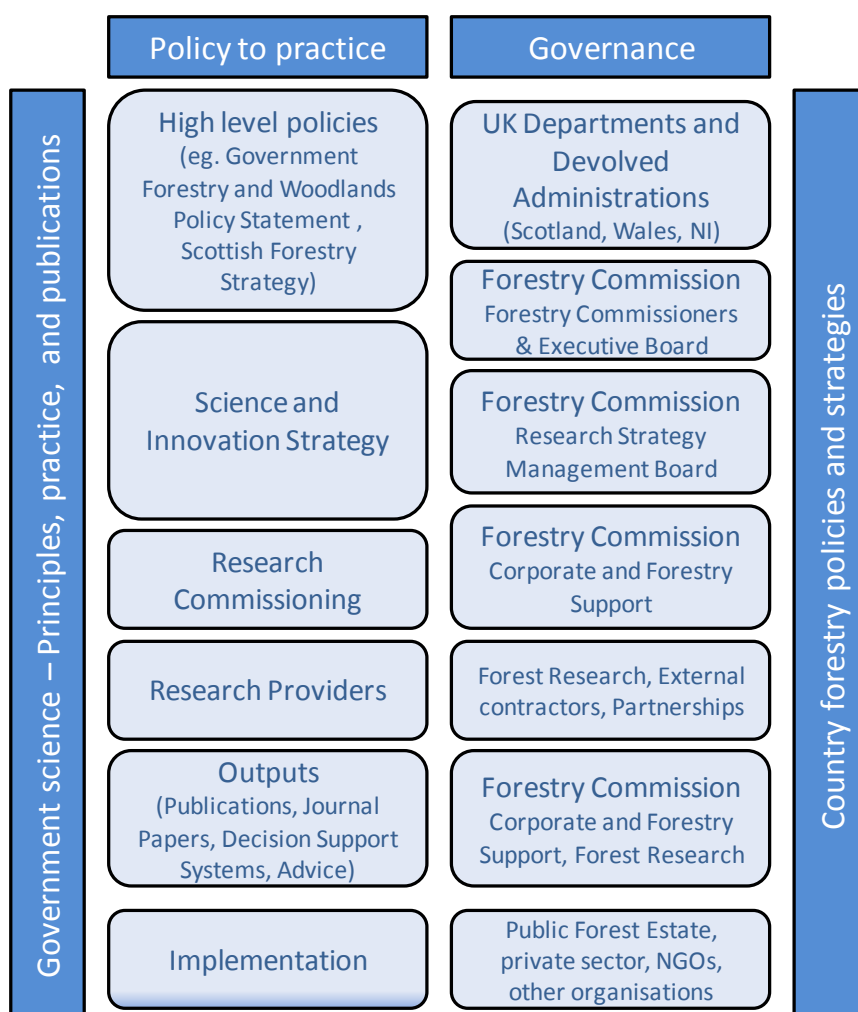 Policy to practice
Governance
Government science – Principles, practice, and publications
High level policies
(eg. Government
Forestry and Woodlands
Policy Statement ,
Scottish Forestry
Strategy)
Science and
Innovation Strategy
Research
Commissioning
Research Providers
Outputs
(Publications, Journal
Papers, Decision Support
Systems, Advice)
Implementation
UK Departments and
Devolved
Administrations
(Scotland, Wales, NI)
Forestry Commission
Forestry Commissioners
& Executive Board
Forestry Commission
Research Strategy
Management Board
Forestry Commission
Corporate and Forestry
Support
Forest Research, External
contractors, Partnerships
Forestry Commission
Corporate and Forestry
Support, Forest Research
Public Forest Estate,
private sector, NGOs,
other organisations
Country forestry policies and strategies